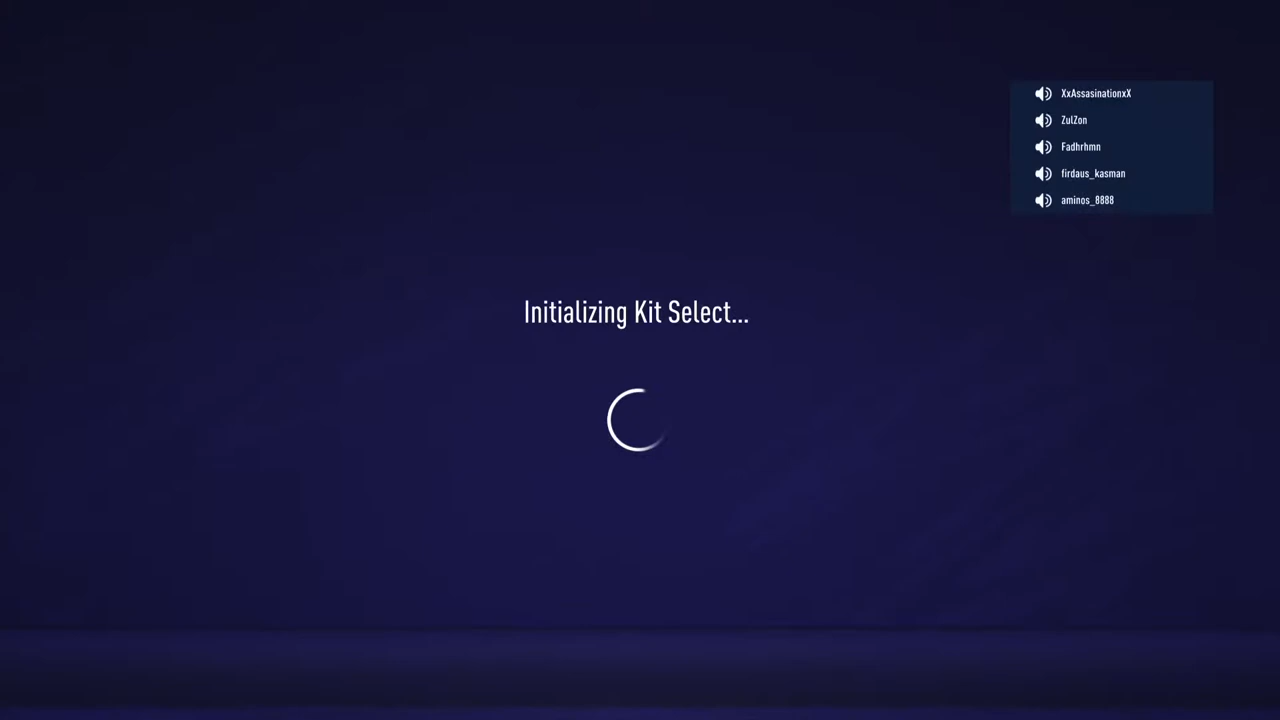 XxAssasinationxX
ZulZon
Fadhrhmn
firdaus_kasman
aminos_8888
Initializing Kit Select...